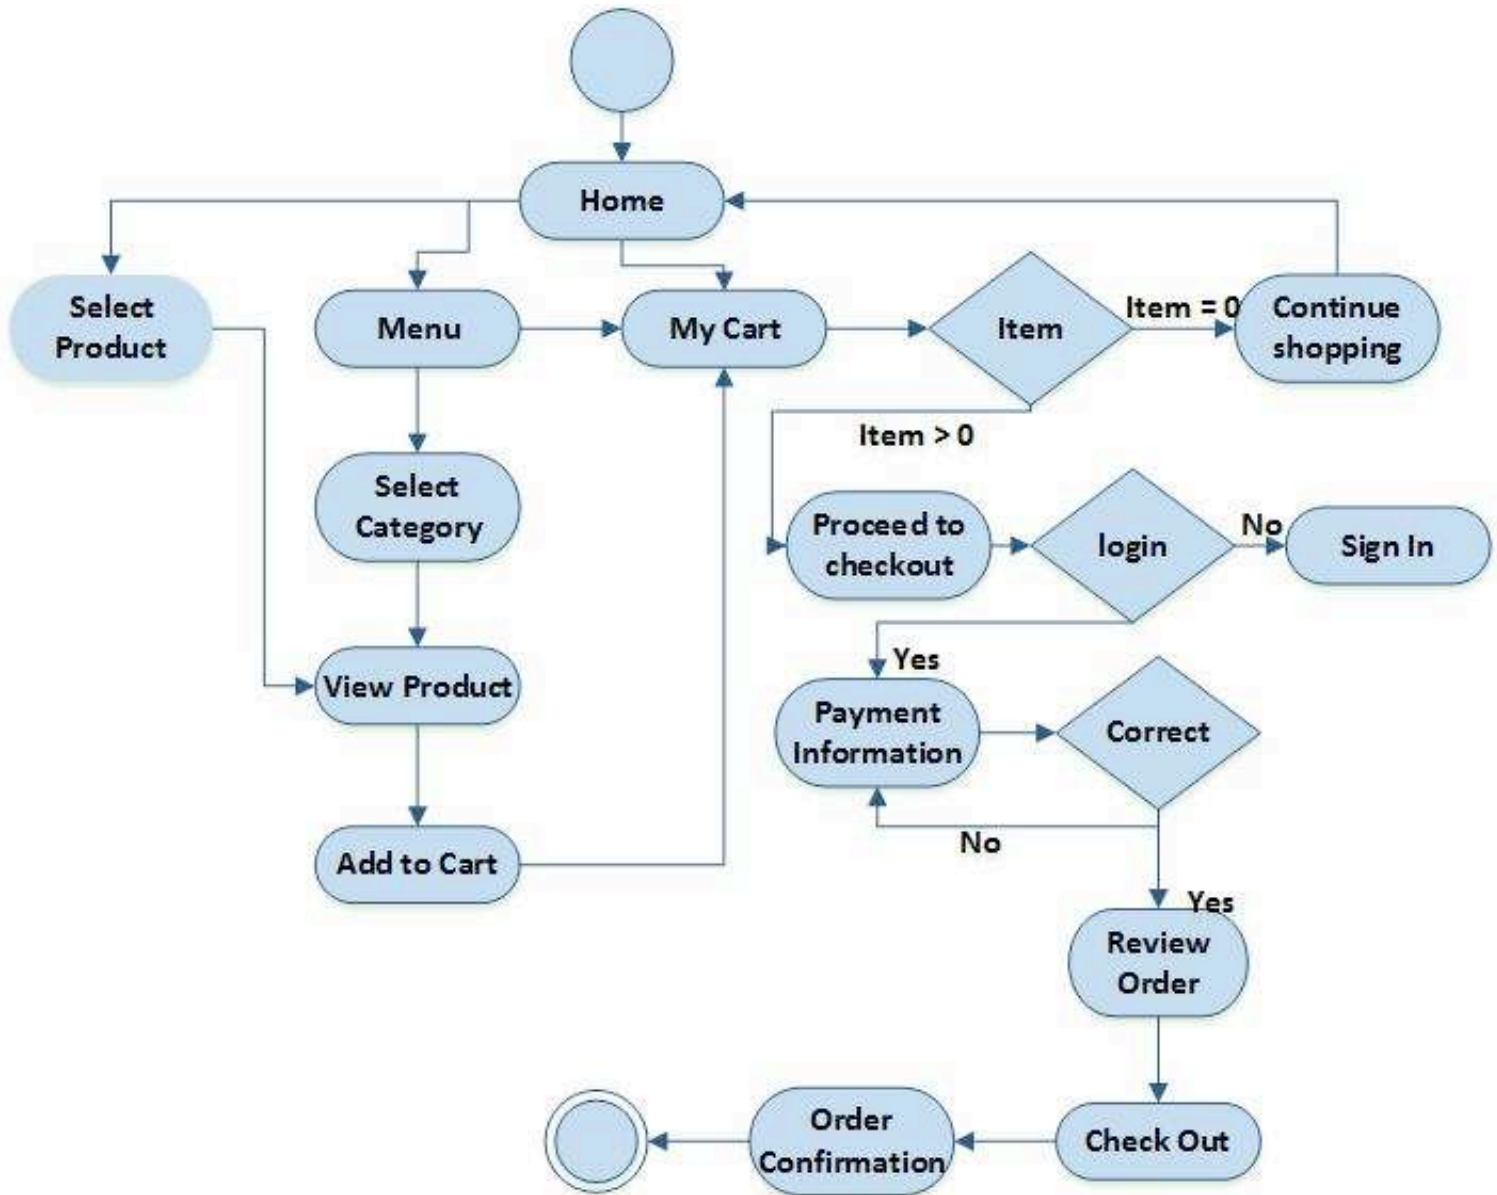 Home
Select
Product
Menu
My Cart
Item
Item = 0
Continue
shopping
Item > 0
Select
Category
Proceed to
checkout
login
No
Sign In
Yes
View Product
Payment
Information
Correct
No
Add to Cart
Yes
Review
Order
Order
Confirmation
Check Out